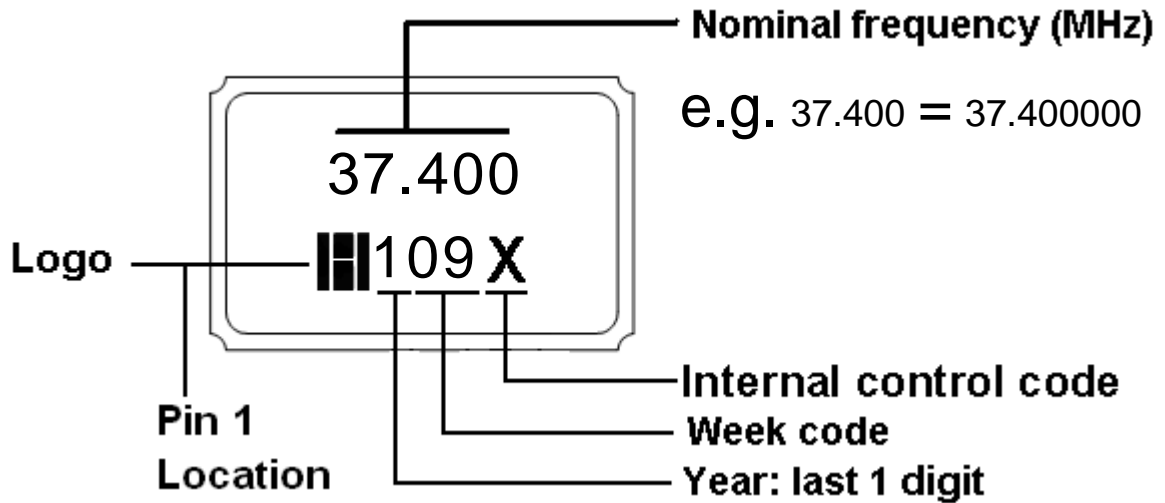 Nominal frequency (MHz)
e.g. 37.400 = 37.400000
37.400
Logo
109 X
Internal control code
Pin 1
Location
Week code
Year: last 1 digit